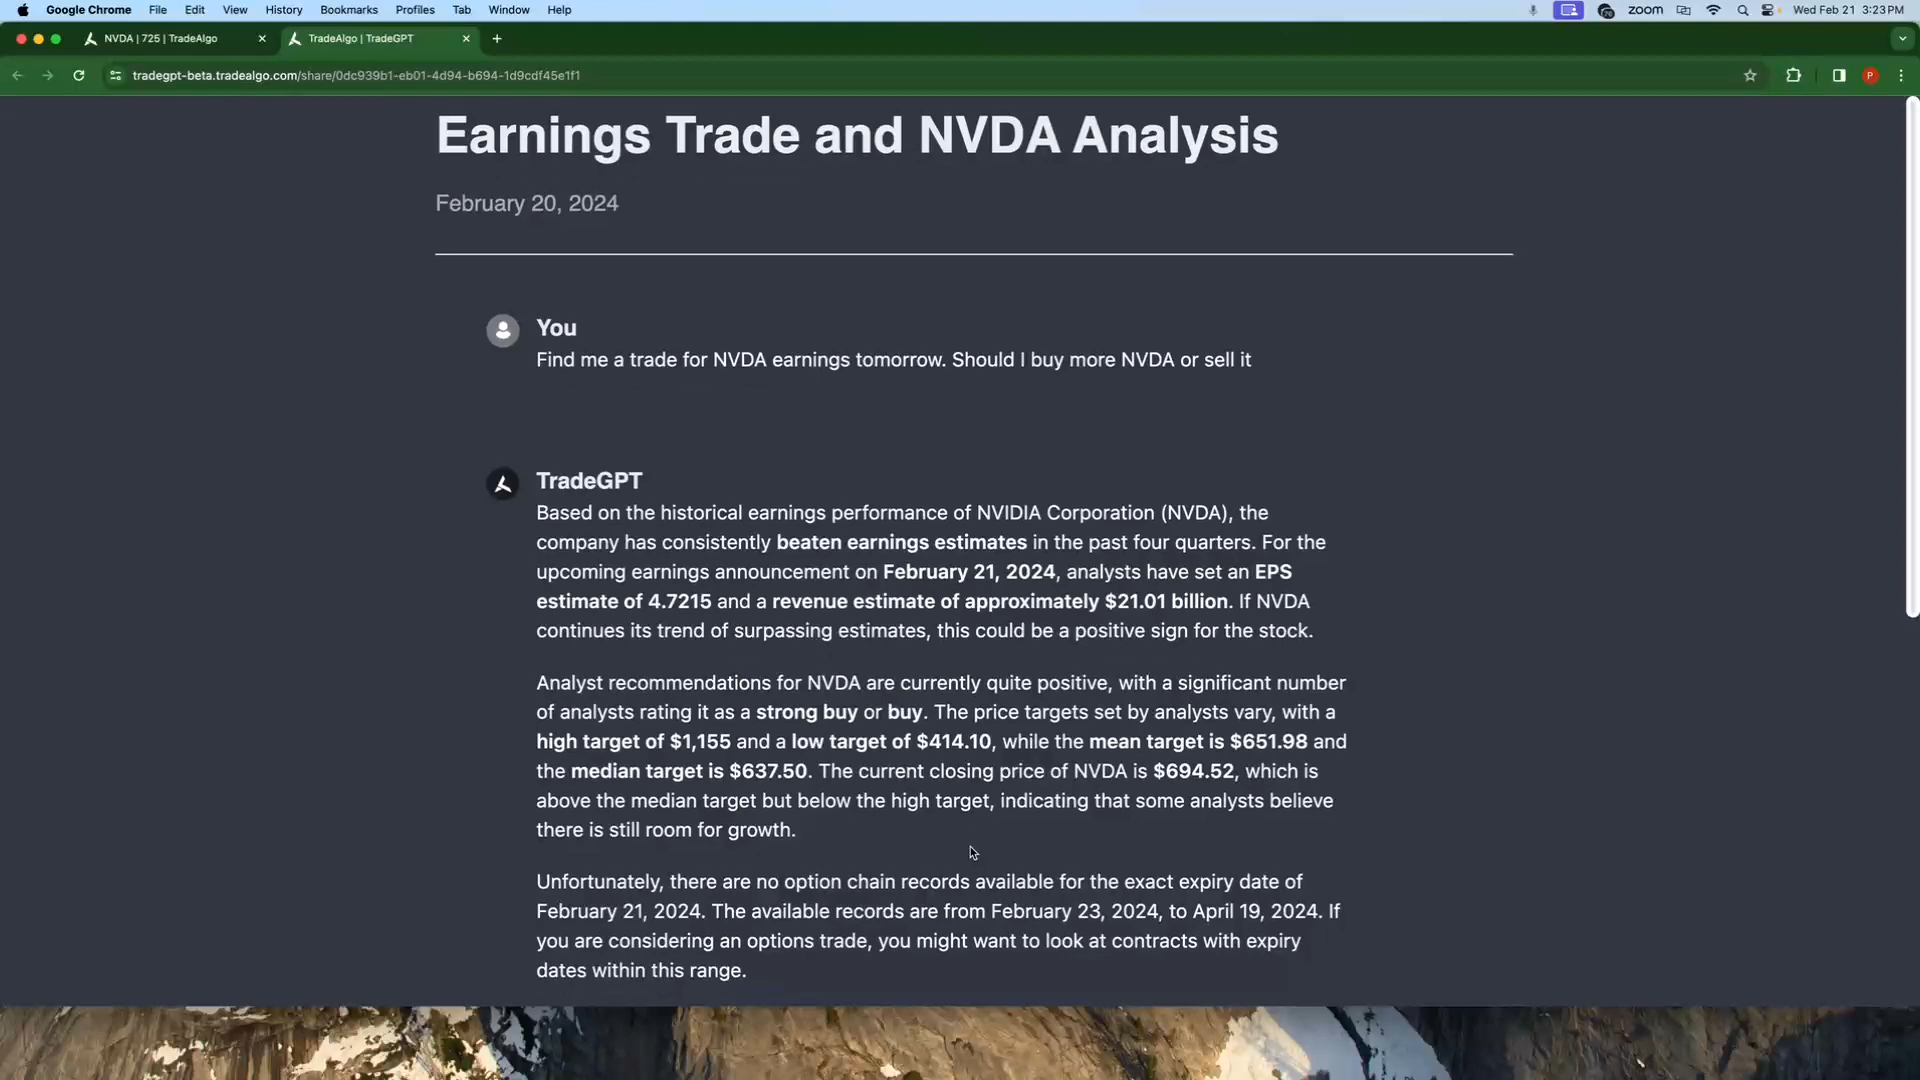 Google Chrome File Edit View History Bookmarks Profiles Tab Window Help zoom Wed Feb 21 3:23 PM
NVDA | 725 | TradeAlgo TradeAlgo | TradeGPT
tradegpt-beta.tradealgo.com/share/0dc939b1-eb01-4d94-b694-1d9cdf45e1f1 P
Earnings Trade and NVDA Analysis
February 20, 2024
You
Find me a trade for NVDA earnings tomorrow. Should I buy more NVDA or sell it
TradeGPT
Based on the historical earnings performance of NVIDIA Corporation (NVDA), the
company has consistently beaten earnings estimates in the past four quarters. For the
upcoming earnings announcement on February 21, 2024, analysts have set an EPS
estimate of 4.7215 and a revenue estimate of approximately $21.01 billion. If NVDA
continues its trend of surpassing estimates, this could be a positive sign for the stock.
Analyst recommendations for NVDA are currently quite positive, with a significant number
of analysts rating it as a strong buy or buy. The price targets set by analysts vary, with a
high target of $1,155 and a low target of $414.10, while the mean target is $651.98 and
the median target is $637.50. The current closing price of NVDA is $694.52, which is
above the median target but below the high target, indicating that some analysts believe
there is still room for growth.
Unfortunately, there are no option chain records available for the exact expiry date of
February 21, 2024. The available records are from February 23, 2024, to April 19, 2024. If
you are considering an options trade, you might want to look at contracts with expiry
dates within this range.